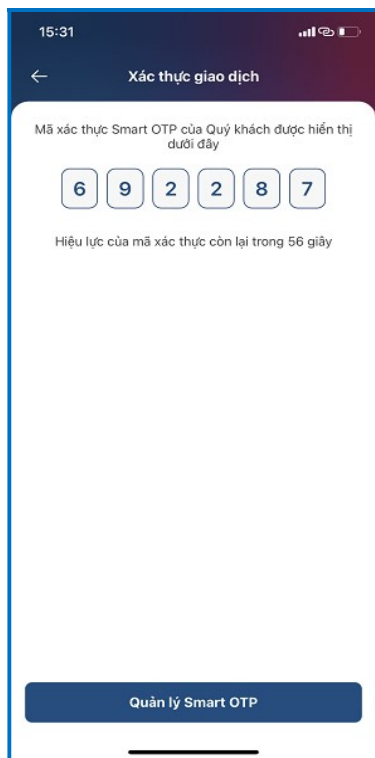 15:31
Xác thực giao dịch
Mã xác thực Smart OTP của Quý khách được hiển thị
dưới đây
6 9 2 2 8 7
Hiệu lực của mã xác thực còn lại trong 56 giây
Quản lý Smart OTP